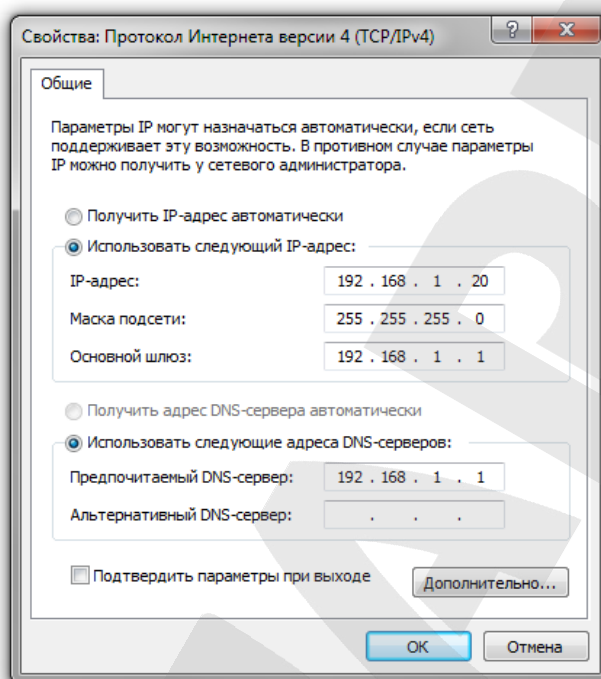 Свойства: Протокол Интернета версии 4 (TCP/IPv4)
Общие
Параметры IP могут назначаться автоматически, если сеть
поддерживает эту возможность. В противном случае параметры
IP можно получить у сетевого администратора.
Получить IP-адрес автоматически
Использовать следующий IP-адрес:
IP-адрес: 192 . 168 . 1 . 20
Маска подсети: 255 . 255 . 255 . 0
Основной шлюз: 192 . 168 . 1 . 1
Получить адрес DNS-сервера автоматически
Использовать следующие адреса DNS-серверов:
Предпочитаемый DNS-сервер: 192 . 168 . 1 . 1
Альтернативный DNS-сервер: . . .
Подтвердить параметры при выходе Дополнительно...
ОК Отмена